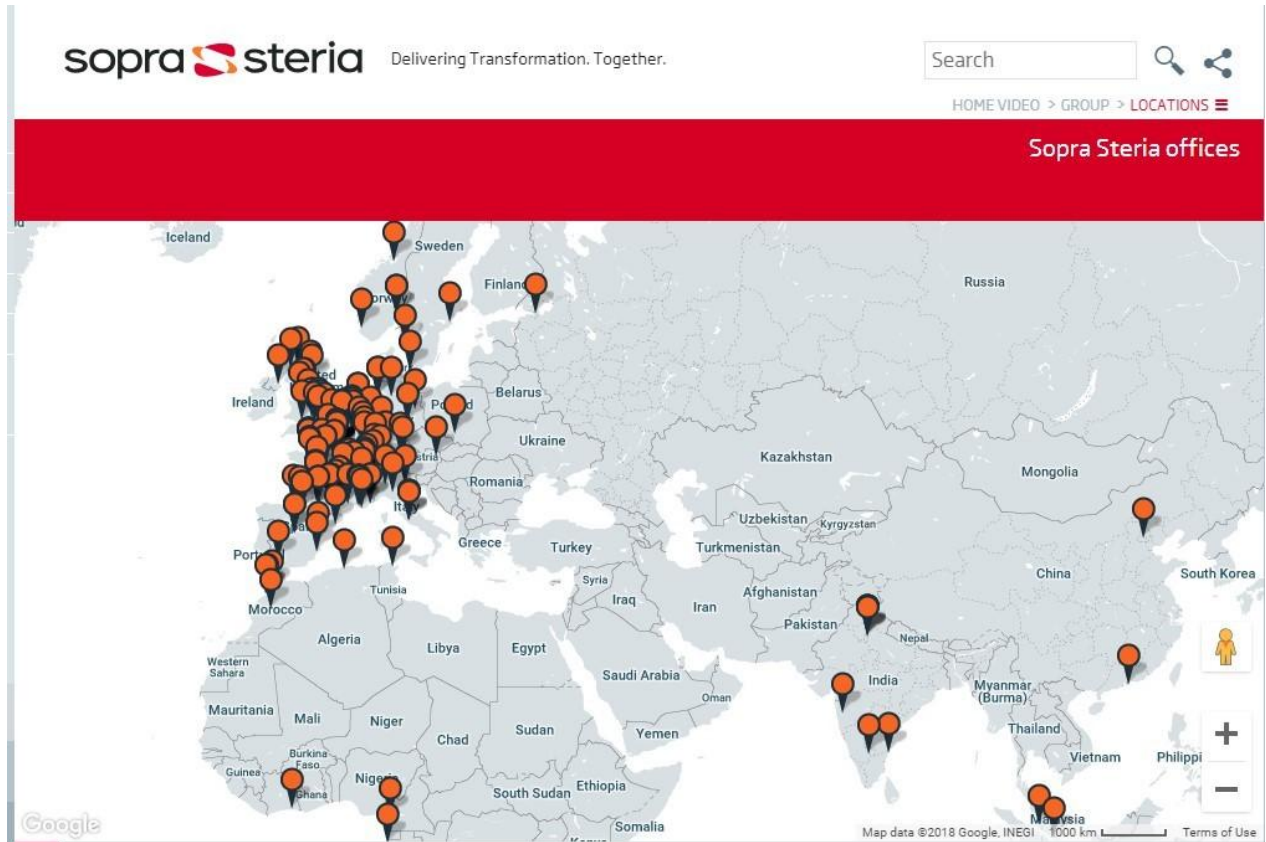 sopra steria
Delivering Transformation. Together.
Search
HOME VIDEO > GROUP > LOCATIONS
Sopra Steria offices
Iceland
Sweden
Finland
Russia
Ireland
Belarus
Ukraine
Kazakhstan
Mongolia
Romania
Uzbekistan
Kyrgyzstan
Greece
Turkey
Turkmenistan
China
South Korea
Tunisia
Syria
Iraq
Iran
Afghanistan
Pakistan
Nepal
Morocco
Algeria
Libya
Egypt
Western
Sahara
Saudi Arabia
Oman
India
Myanmar
(Burma)
Mauritania
Mali
Niger
Chad
Sudan
Yemen
Thailand
Vietnam
Philippi
Burkina
Faso
Guinea
Ghana
South Sudan
Ethiopia
Somalia
Google
Map data ©2018 Google, INEGI
1000 km
Terms of Use